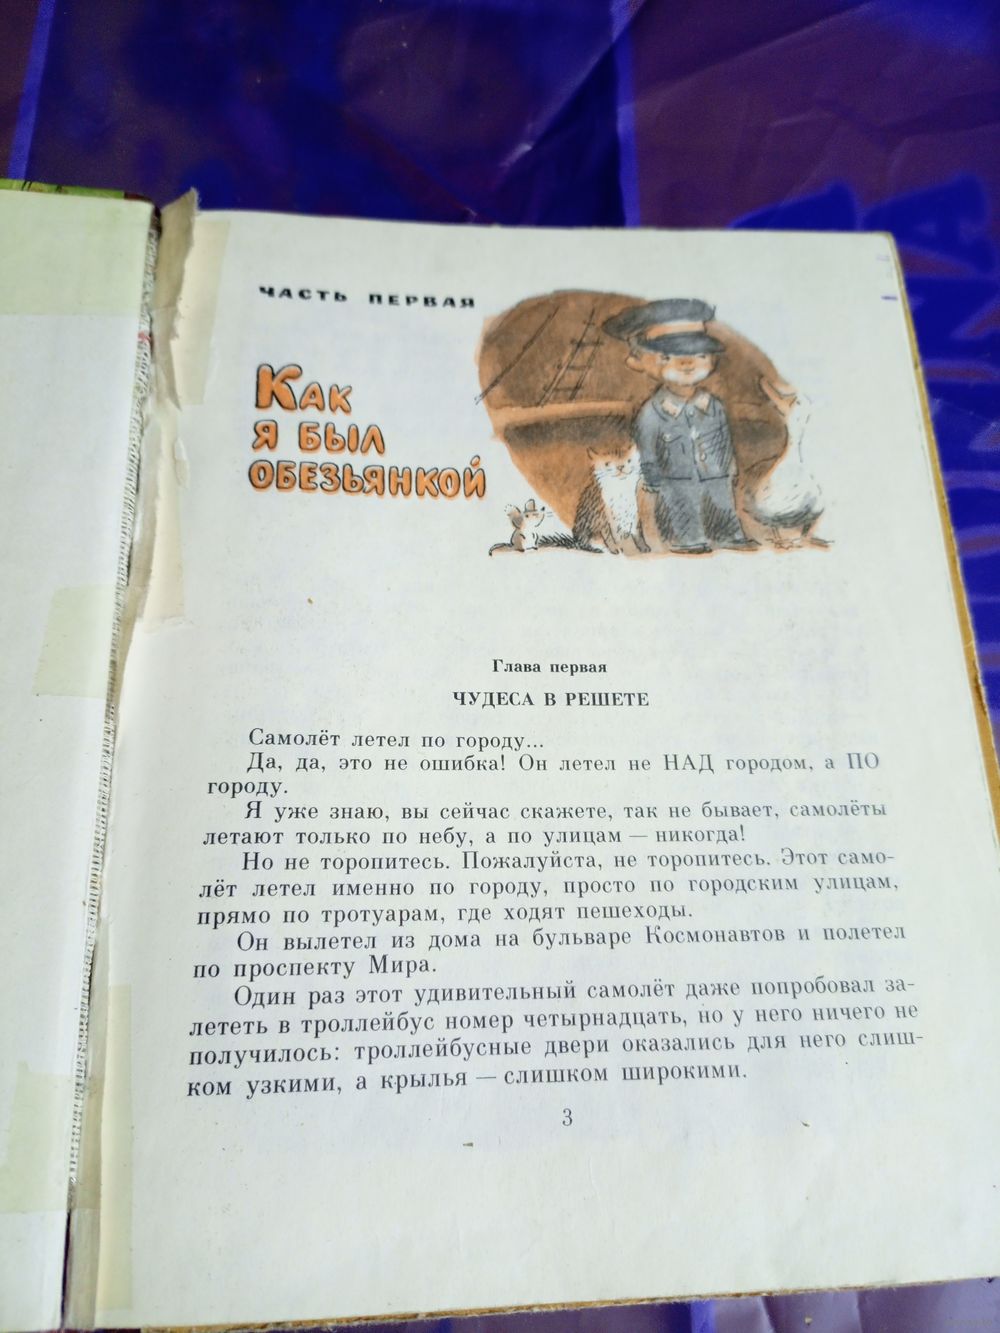 ЧАСТЬ ПЕРВАЯ
КАК
Я БЫЛ
ОБЕЗЬЯНКОЙ
Глава первая
ЧУДЕСА В РЕШЕТЕ
Самолёт летел по городу...
Да, да, это не ошибка! Он летел не НАД городом, а ПО
городу.
Я уже знаю, вы сейчас скажете, так не бывает, самолёты
летают только по небу, а по улицам — никогда!
Но не торопитесь. Пожалуйста, не торопитесь. Этот само-
лёт летел именно по городу, просто по городским улицам,
прямо по тротуарам, где ходят пешеходы.
Он вылетел из дома на бульваре Космонавтов и полетел
по проспекту Мира.
Один раз этот удивительный самолёт даже попробовал за-
лететь в троллейбус номер четырнадцать, но у него ничего не
получилось: троллейбусные двери оказались для него слиш-
ком узкими, а крылья — слишком широкими.
3